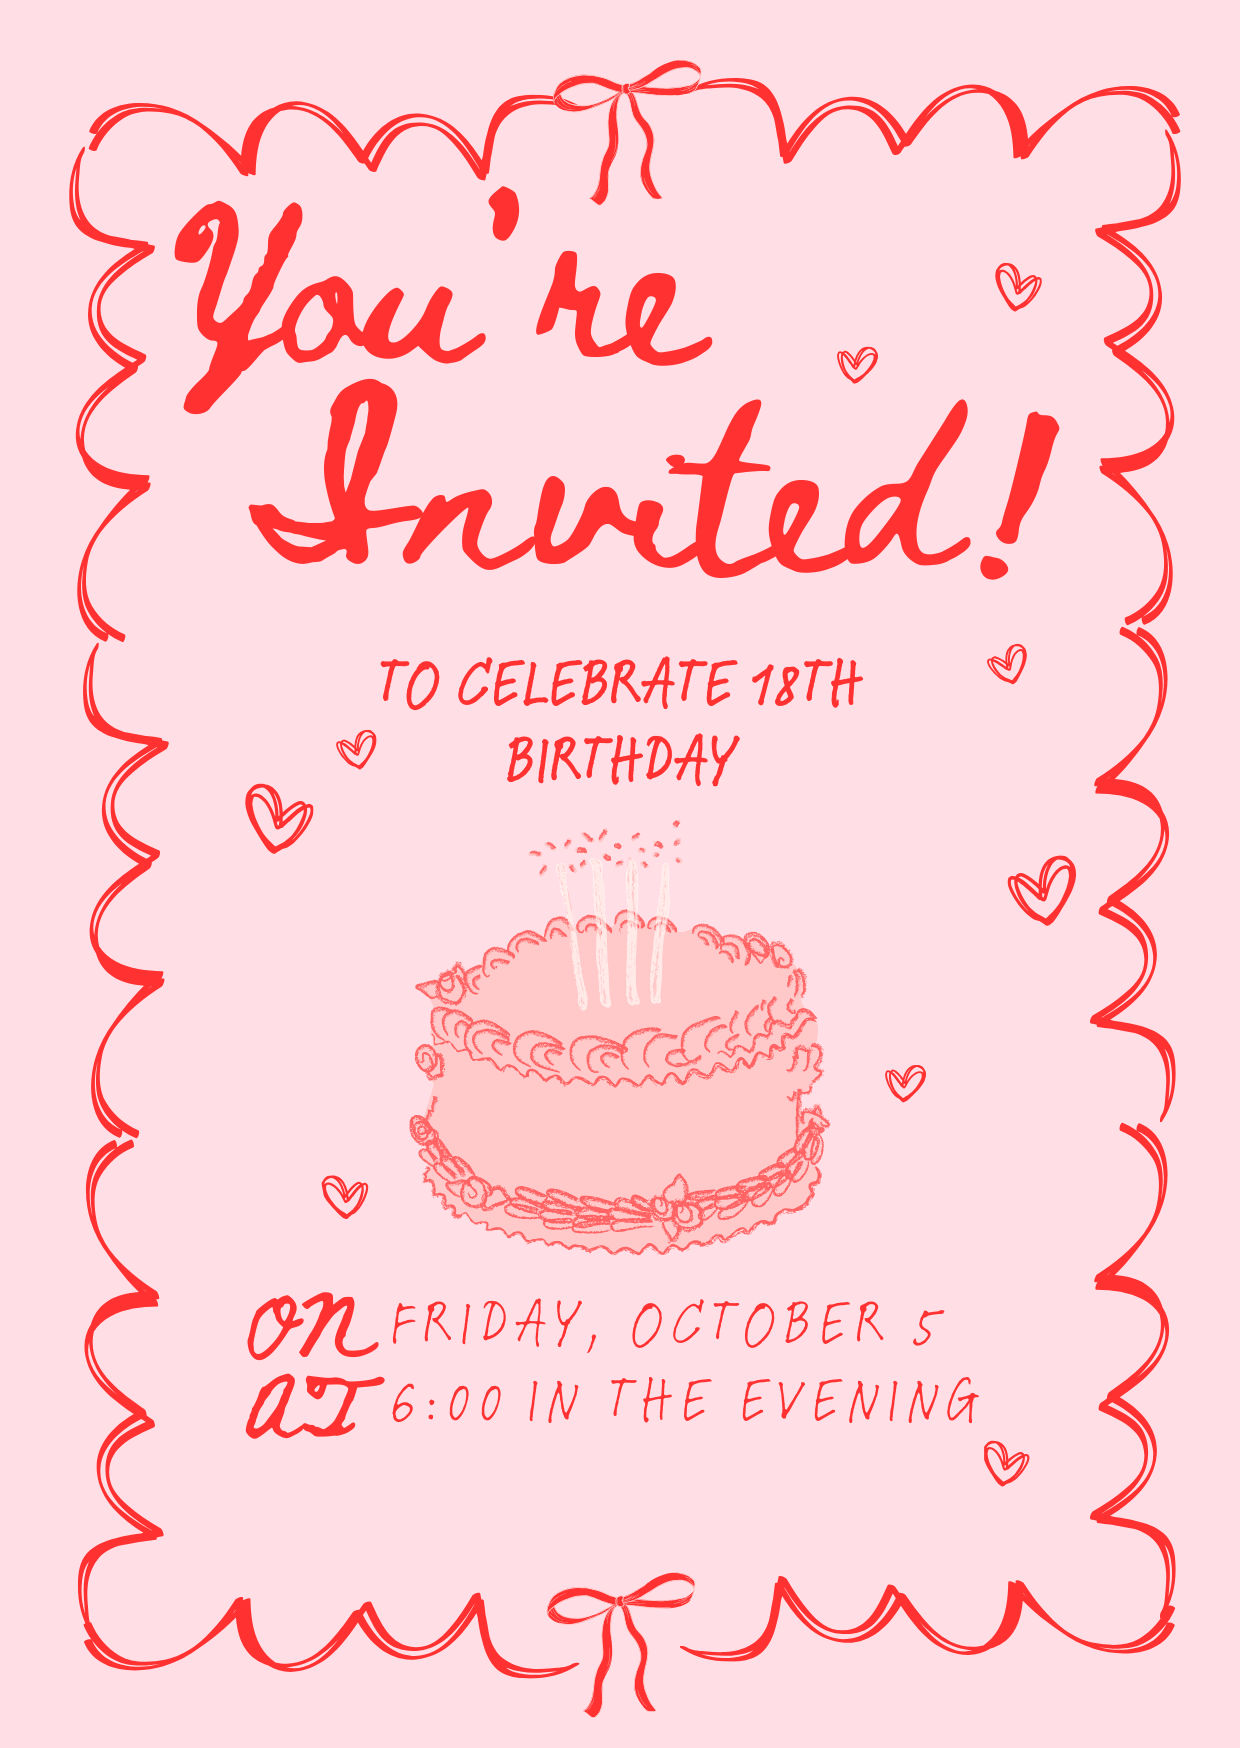 You're
Invited!
TO CELEBRATE 18TH
BIRTHDAY
ON FRIDAY, OCTOBER 5
AT 6:00 IN THE EVENING